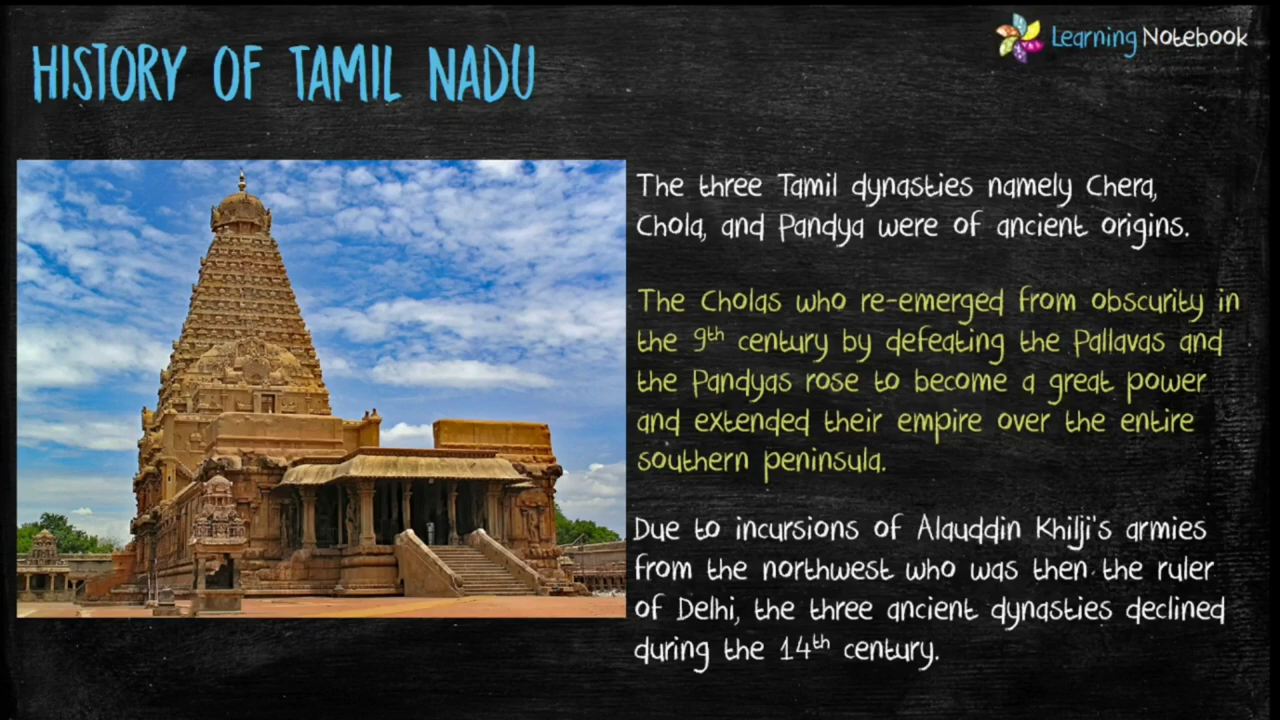 HISTORY OF TAMIL NADU
Learning Notebook
The three Tamil dynasties namely Chera,
Chola, and Pandya were of ancient origins.
The Cholas who re-emerged from obscurity in
the 9th century by defeating the Pallavas and
the Pandyas rose to become a great power
and extended their empire over the entire
southern peninsula.
Due to incursions of Alauddin Khilji's armies
from the northwest who was then the ruler
of Delhi, the three ancient dynasties declined
during the 14th century.